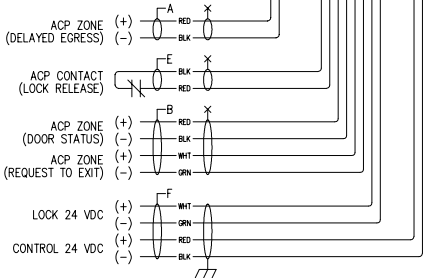 A
ACP ZONE (+) RED
(DELAYED EGRESS) (-) BLK
E
ACP CONTACT BLK
(LOCK RELEASE) RED
B
ACP ZONE (+) RED
(DOOR STATUS) (-) BLK
ACP ZONE (+) WHT
(REQUEST TO EXIT) (-) GRN
F
LOCK 24 VDC (+) WHT
(-) GRN
CONTROL 24 VDC (+) RED
(-) BLK